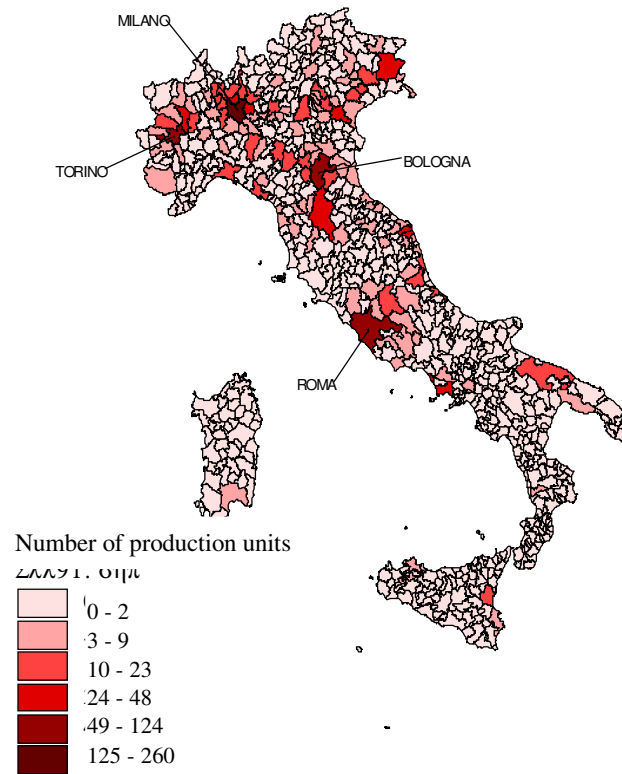 MILANO
TORINO
BOLOGNA
ROMA
Number of production units
0 - 2
3 - 9
10 - 23
24 - 48
49 - 124
125 - 260